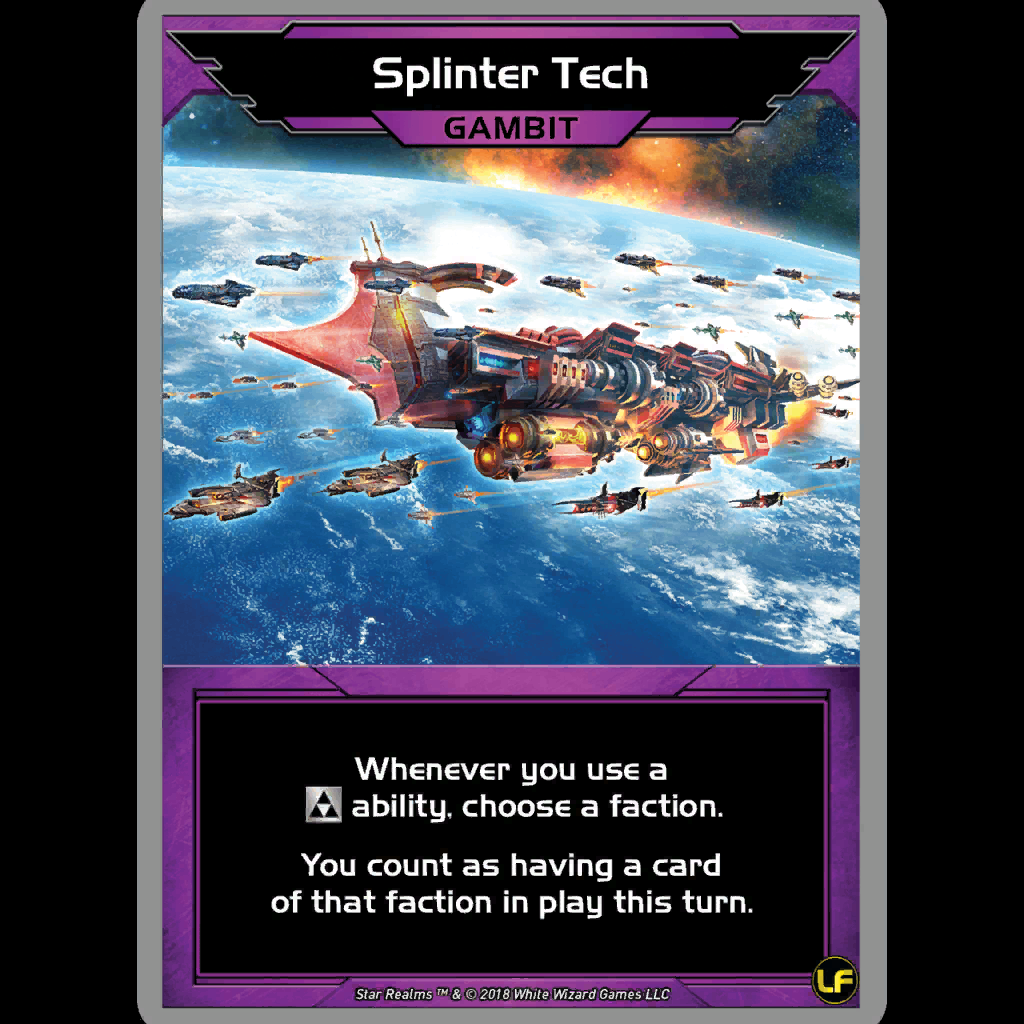 Splinter Tech
GAMBIT
Whenever you use a
ability, choose a faction.
You count as having a card
of that faction in play this turn.
LF
Star Realms ™ & © 2018 White Wizard Games LLC